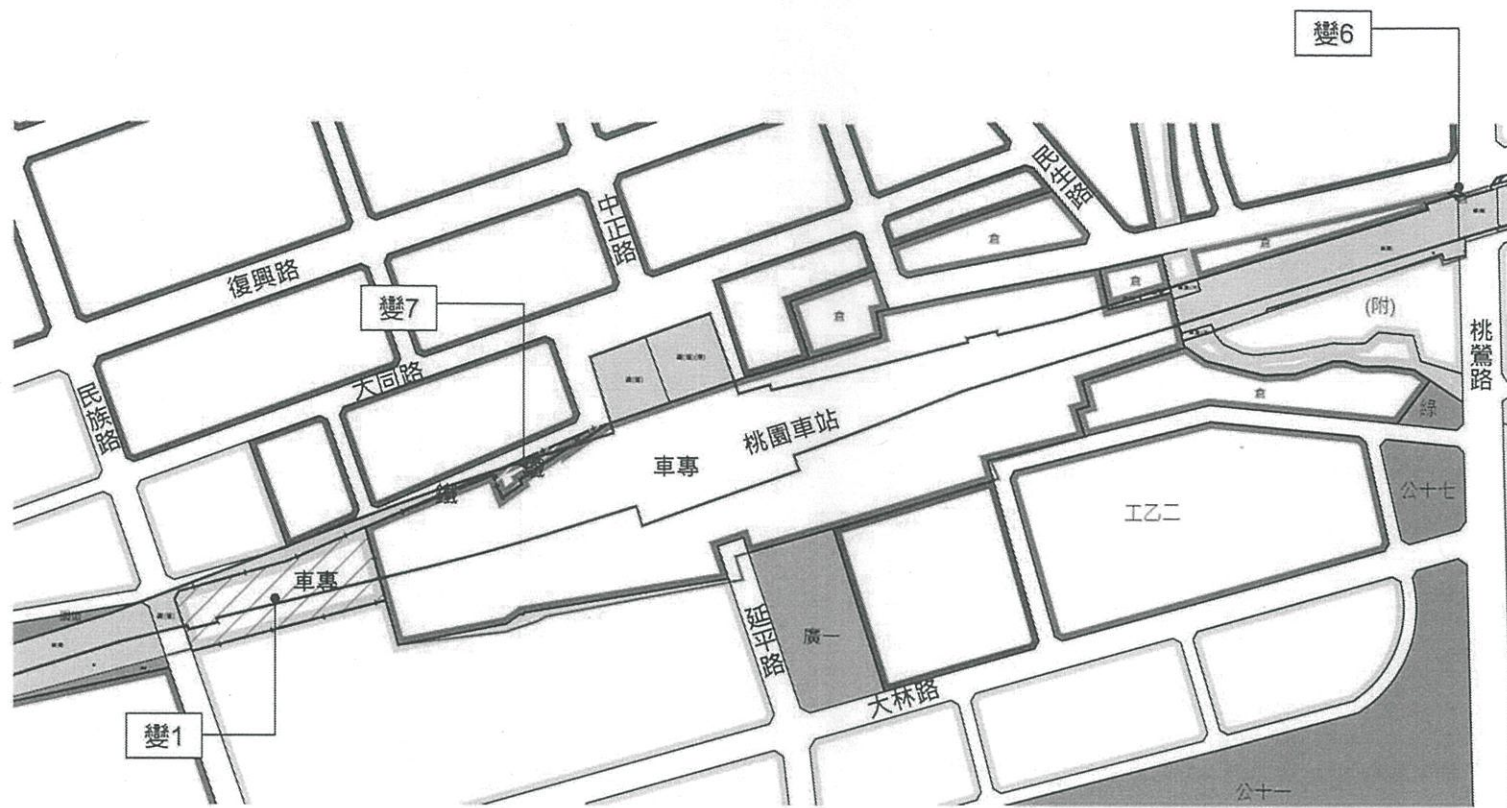 變6
民生路
中正路
倉
倉
復興路
變7
倉
(附)
倉
桃鶯路
大同路
民族路
倉
綠
桃園車站
車專
鐵
公十七
工乙二
車專
延平路
廣一
大林路
變1
公十一